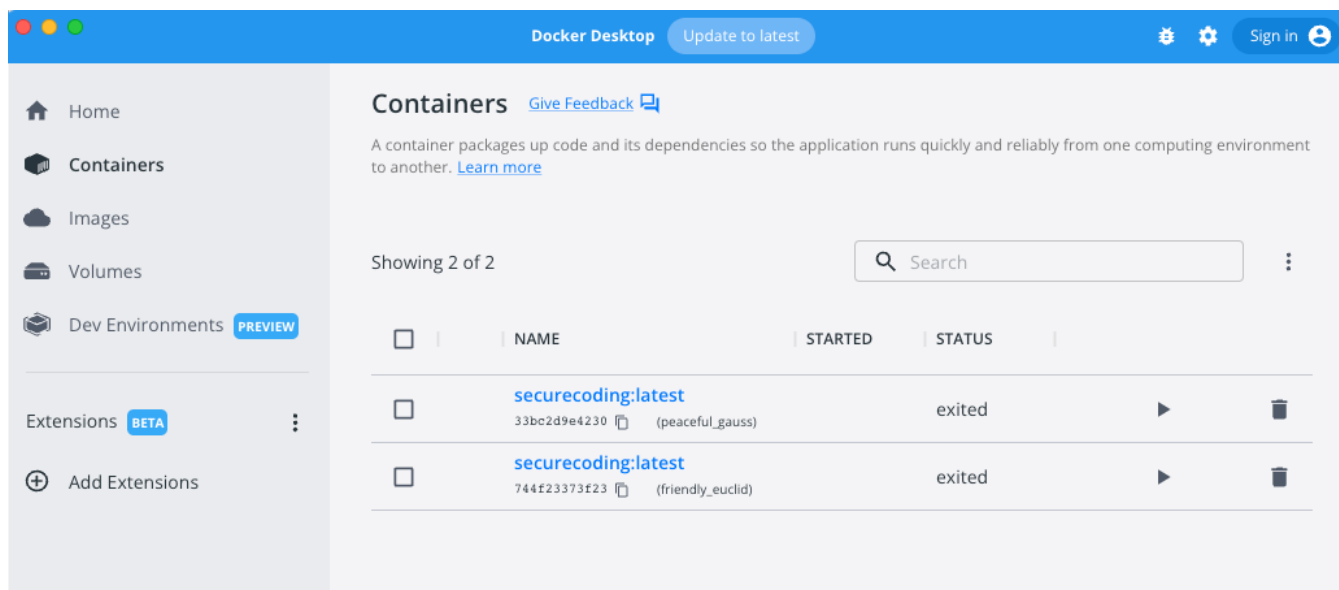 Docker Desktop Update to latest Sign in
Home
Containers
Images
Volumes
Dev Environments PREVIEW
Extensions BETA
Add Extensions
Containers Give Feedback
A container packages up code and its dependencies so the application runs quickly and reliably from one computing environment
to another. Learn more
Showing 2 of 2 Search
NAME STARTED STATUS
securecoding:latest
33bc2d9e4230 (peaceful_gauss) exited
securecoding:latest
744f23373f23 (friendly_euclid) exited